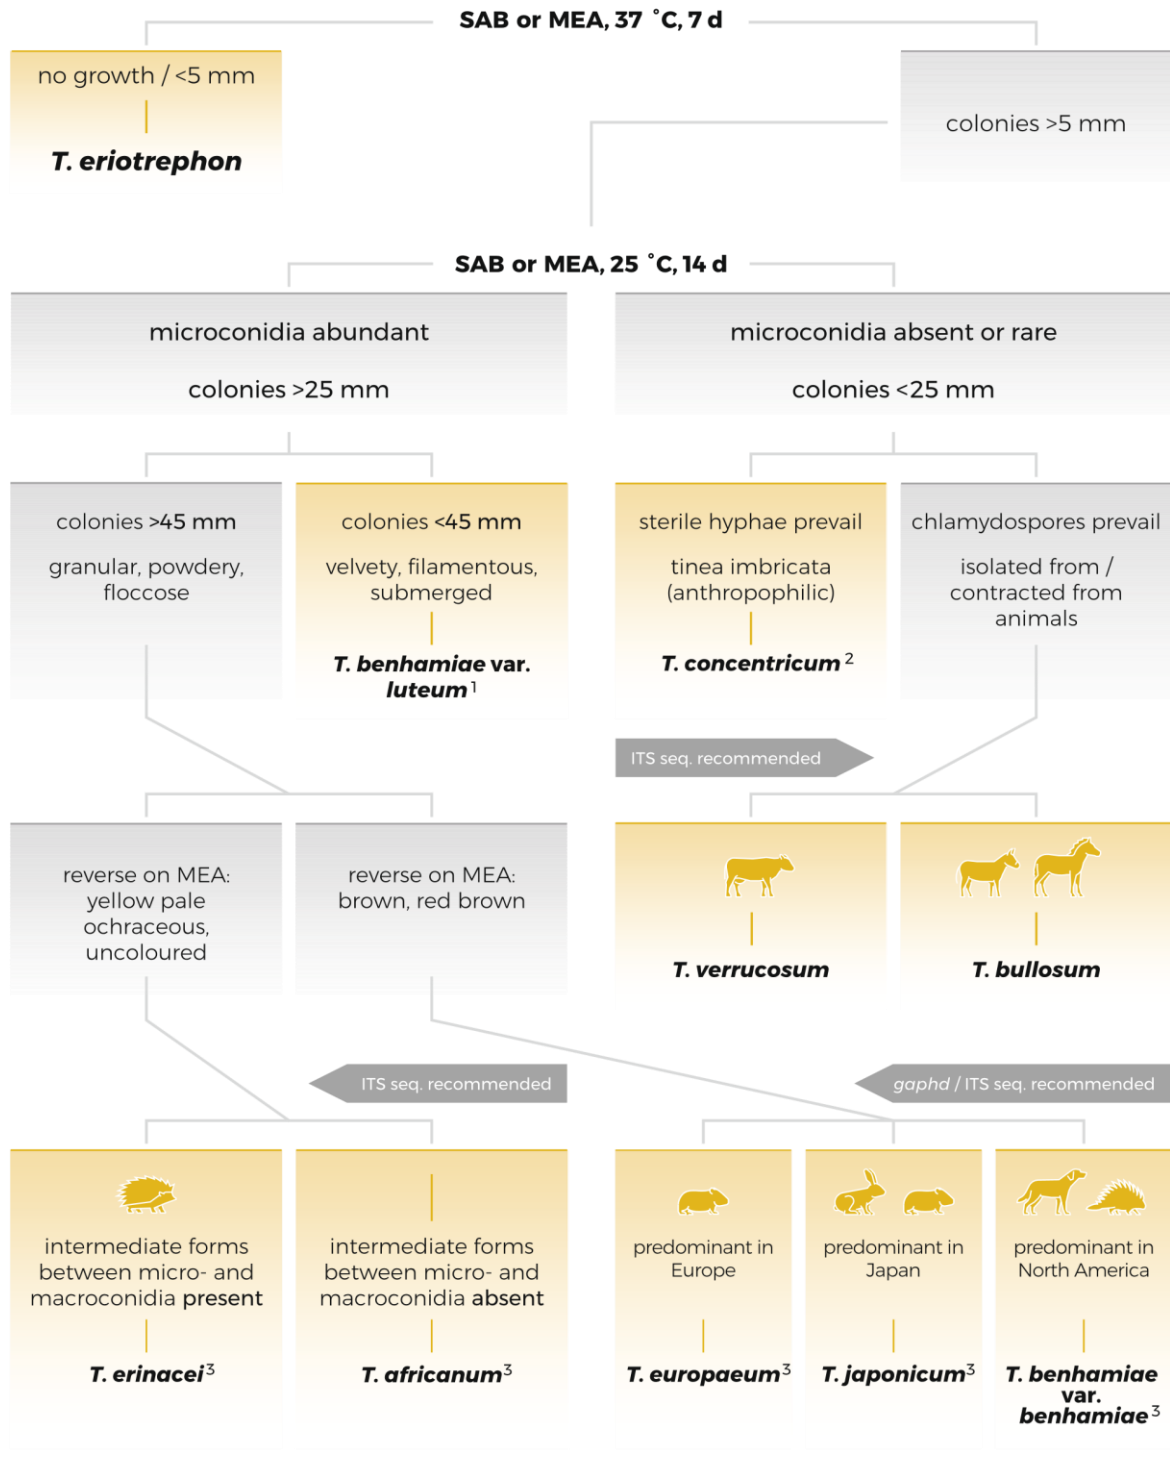 SAB or MEA, 37 ˚C, 7 d
no growth / <5 mm
T. eriotrephon
colonies >5 mm
SAB or MEA, 25 ˚C, 14 d
microconidia abundant
colonies >25 mm
microconidia absent or rare
colonies <25 mm
colonies >45 mm
granular, powdery,
floccose
colonies <45 mm
velvety, filamentous,
submerged
T. benhamiae var.
luteum1
sterile hyphae prevail
tinea imbricata
(anthropophilic)
T. concentricum2
chlamydospores prevail
isolated from /
contracted from
animals
ITS seq. recommended
reverse on MEA:
yellow pale
ochraceous,
uncoloured
reverse on MEA:
brown, red brown
T. verrucosum
T. bullosum
ITS seq. recommended
gaphd / ITS seq. recommended
intermediate forms
between micro- and
macroconidia present
T. erinacei3
intermediate forms
between micro- and
macroconidia absent
T. africanum3
predominant in
Europe
T. europaeum3
predominant in
Japan
T. japonicum3
predominant in
North America
T. benhamiae
var.
benhamiae3